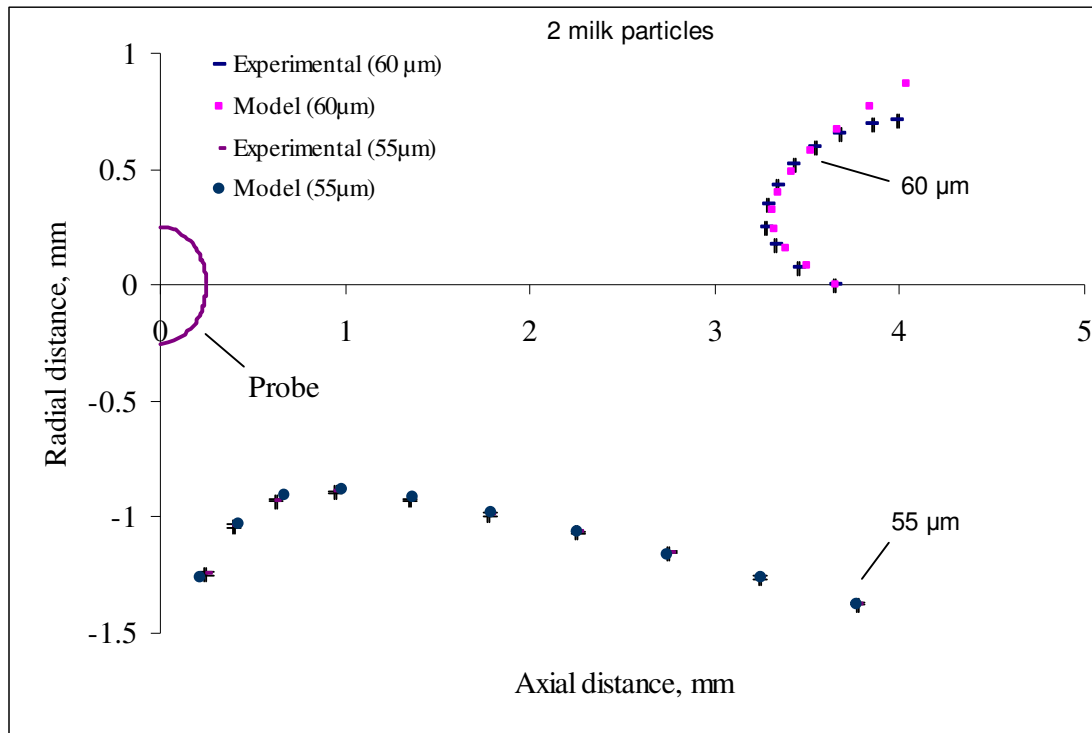 2 milk particles
1
Experimental (60 µm)
Model (60µm)
Experimental (55µm)
Model (55µm)
0.5
60 µm
0
0 1 2 3 4 5
Probe
-0.5
-1
55 µm
-1.5
Radial distance, mm
Axial distance, mm